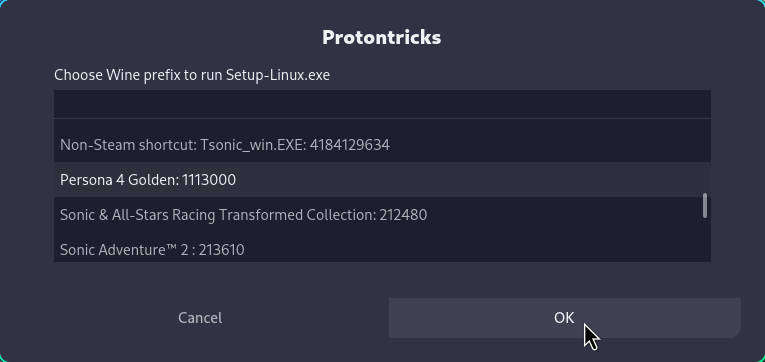 Protontricks
Choose Wine prefix to run Setup-Linux.exe
Non-Steam shortcut: Tsonic_win.EXE: 4184129634
Persona 4 Golden: 1113000
Sonic & All-Stars Racing Transformed Collection: 212480
Sonic Adventure™ 2 : 213610
Cancel
OK